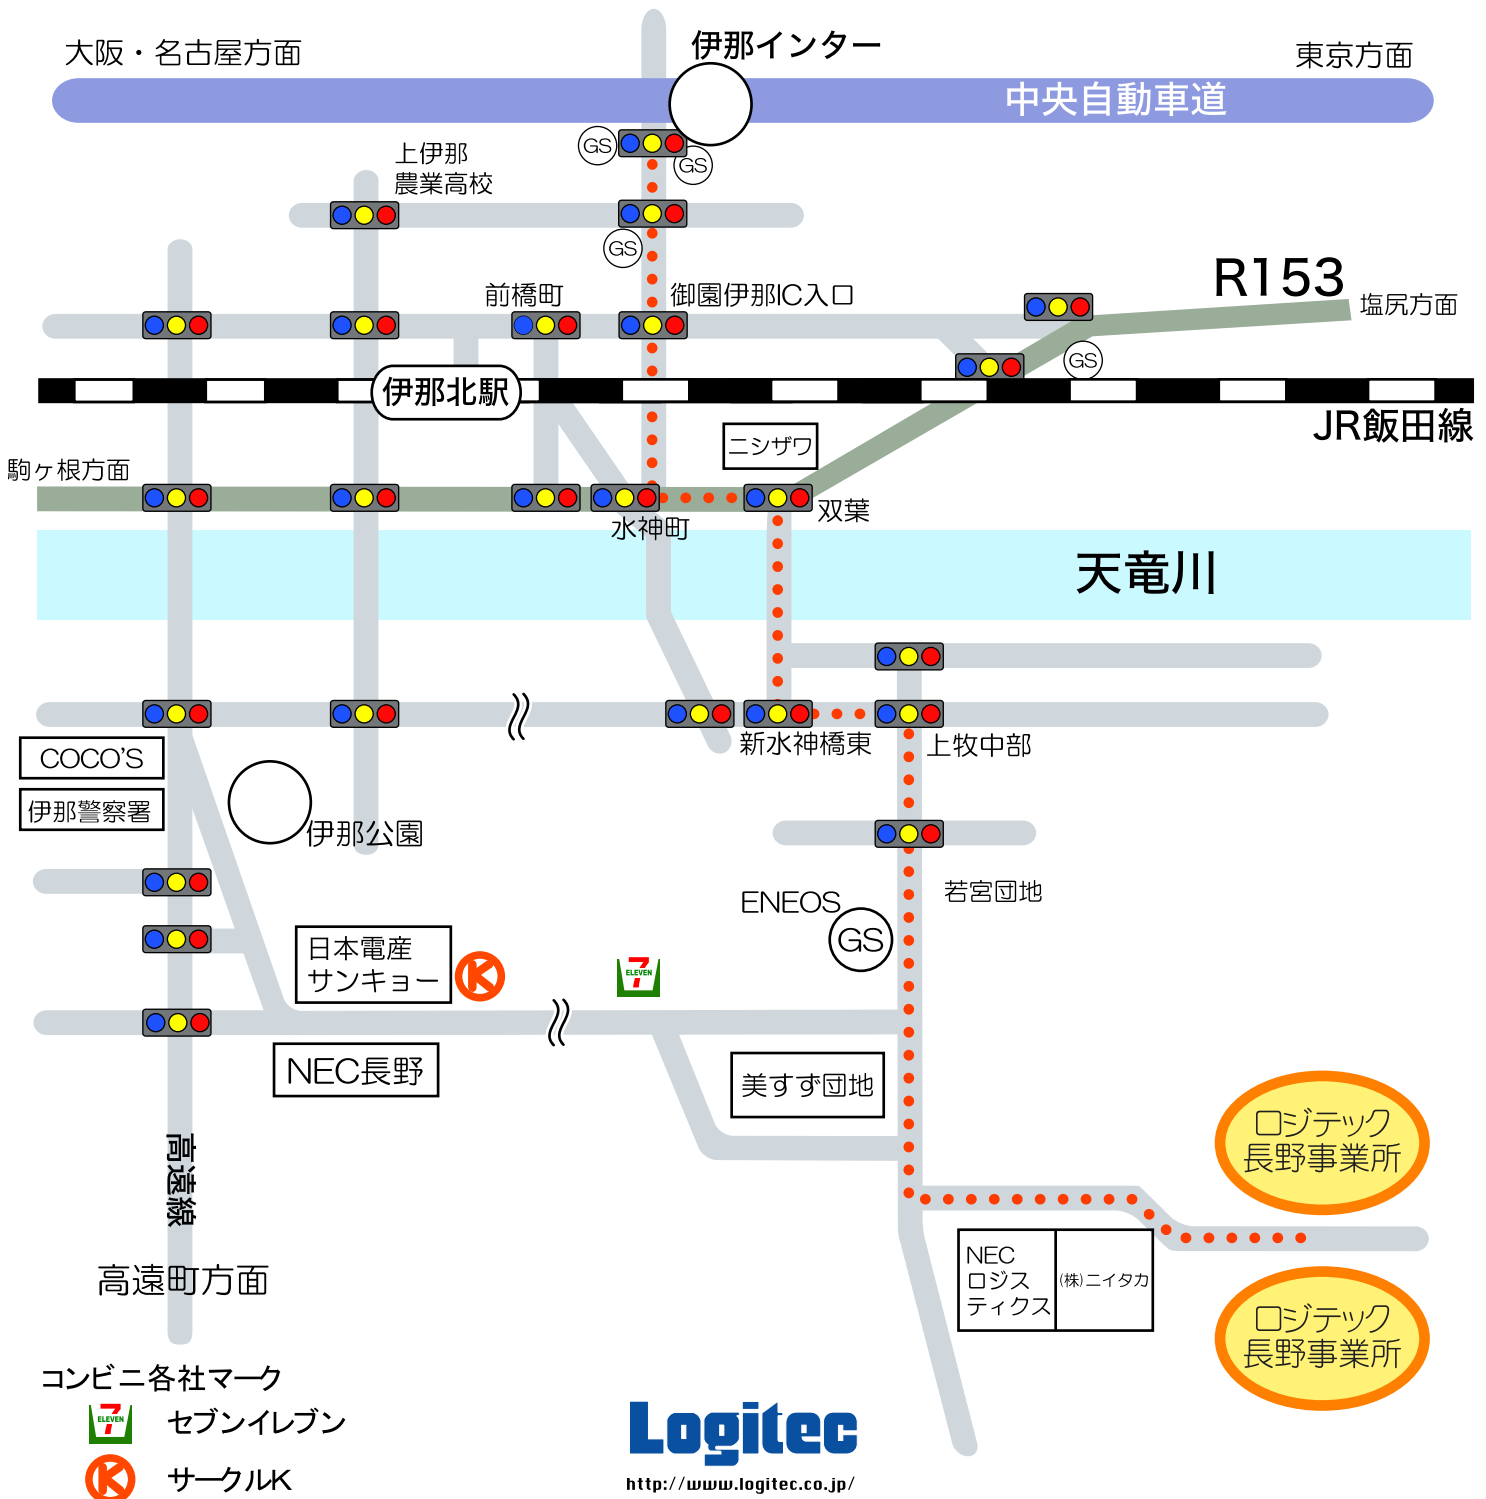 大阪・名古屋方面
伊那インター
東京方面
中央自動車道
GS
GS
上伊那
農業高校
GS
R153
前橋町
御園伊那IC入口
塩尻方面
GS
伊那北駅
JR飯田線
ニシザワ
駒ヶ根方面
双葉
水神町
天竜川
新水神橋東
上牧中部
COCO'S
伊那警察署
伊那公園
若宮団地
ENEOS
GS
日本電産
サンキョー
K
7
ELEVEN
NEC長野
美すず団地
高遠線
ロジテック
長野事業所
高遠町方面
NEC
ロジス
ティクス
(株)ニイタカ
ロジテック
長野事業所
コンビニ各社マーク
7
ELEVEN
セブンイレブン
K
サークルK
Logitec
http://www.logitec.co.jp/